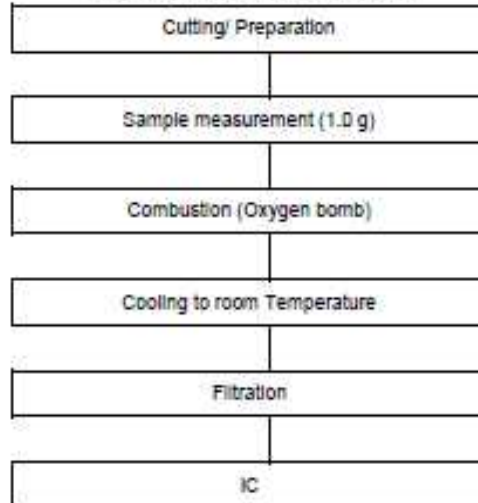 Cutting/ Preparation
Sample measurement (1.0 g)
Combustion (Oxygen bomb)
Cooling to room Temperature
Filtration
IC